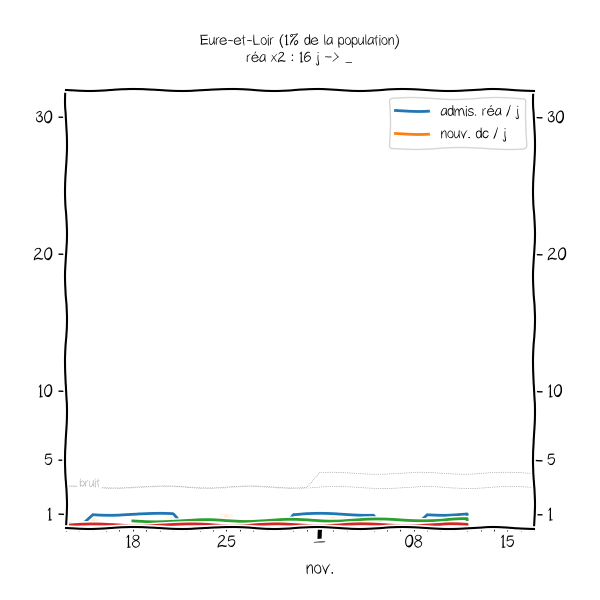 Eure-et-Loir (1% de la population)
réa x2 : 16 j -> _
admis. réa / j
nouv. dc / j
30
30
20
20
10
10
5
5
bruit
1
1
18
25
1
08
15
nov.